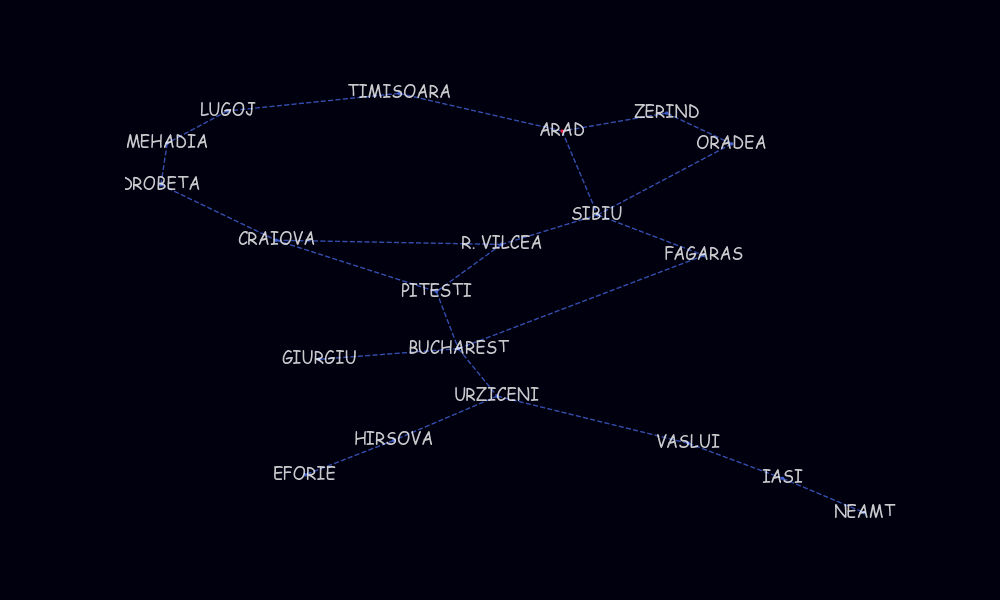 TIMISOARA
LUGOJ
ZERIND
ARAD
MEHADIA
ORADEA
DROBETA
SIBIU
CRAIOVA
R. VILCEA
FAGARAS
PITESTI
BUCHAREST
GIURGIU
URZICENI
HIRSOVA
VASLUI
EFORIE
IASI
NEAMT